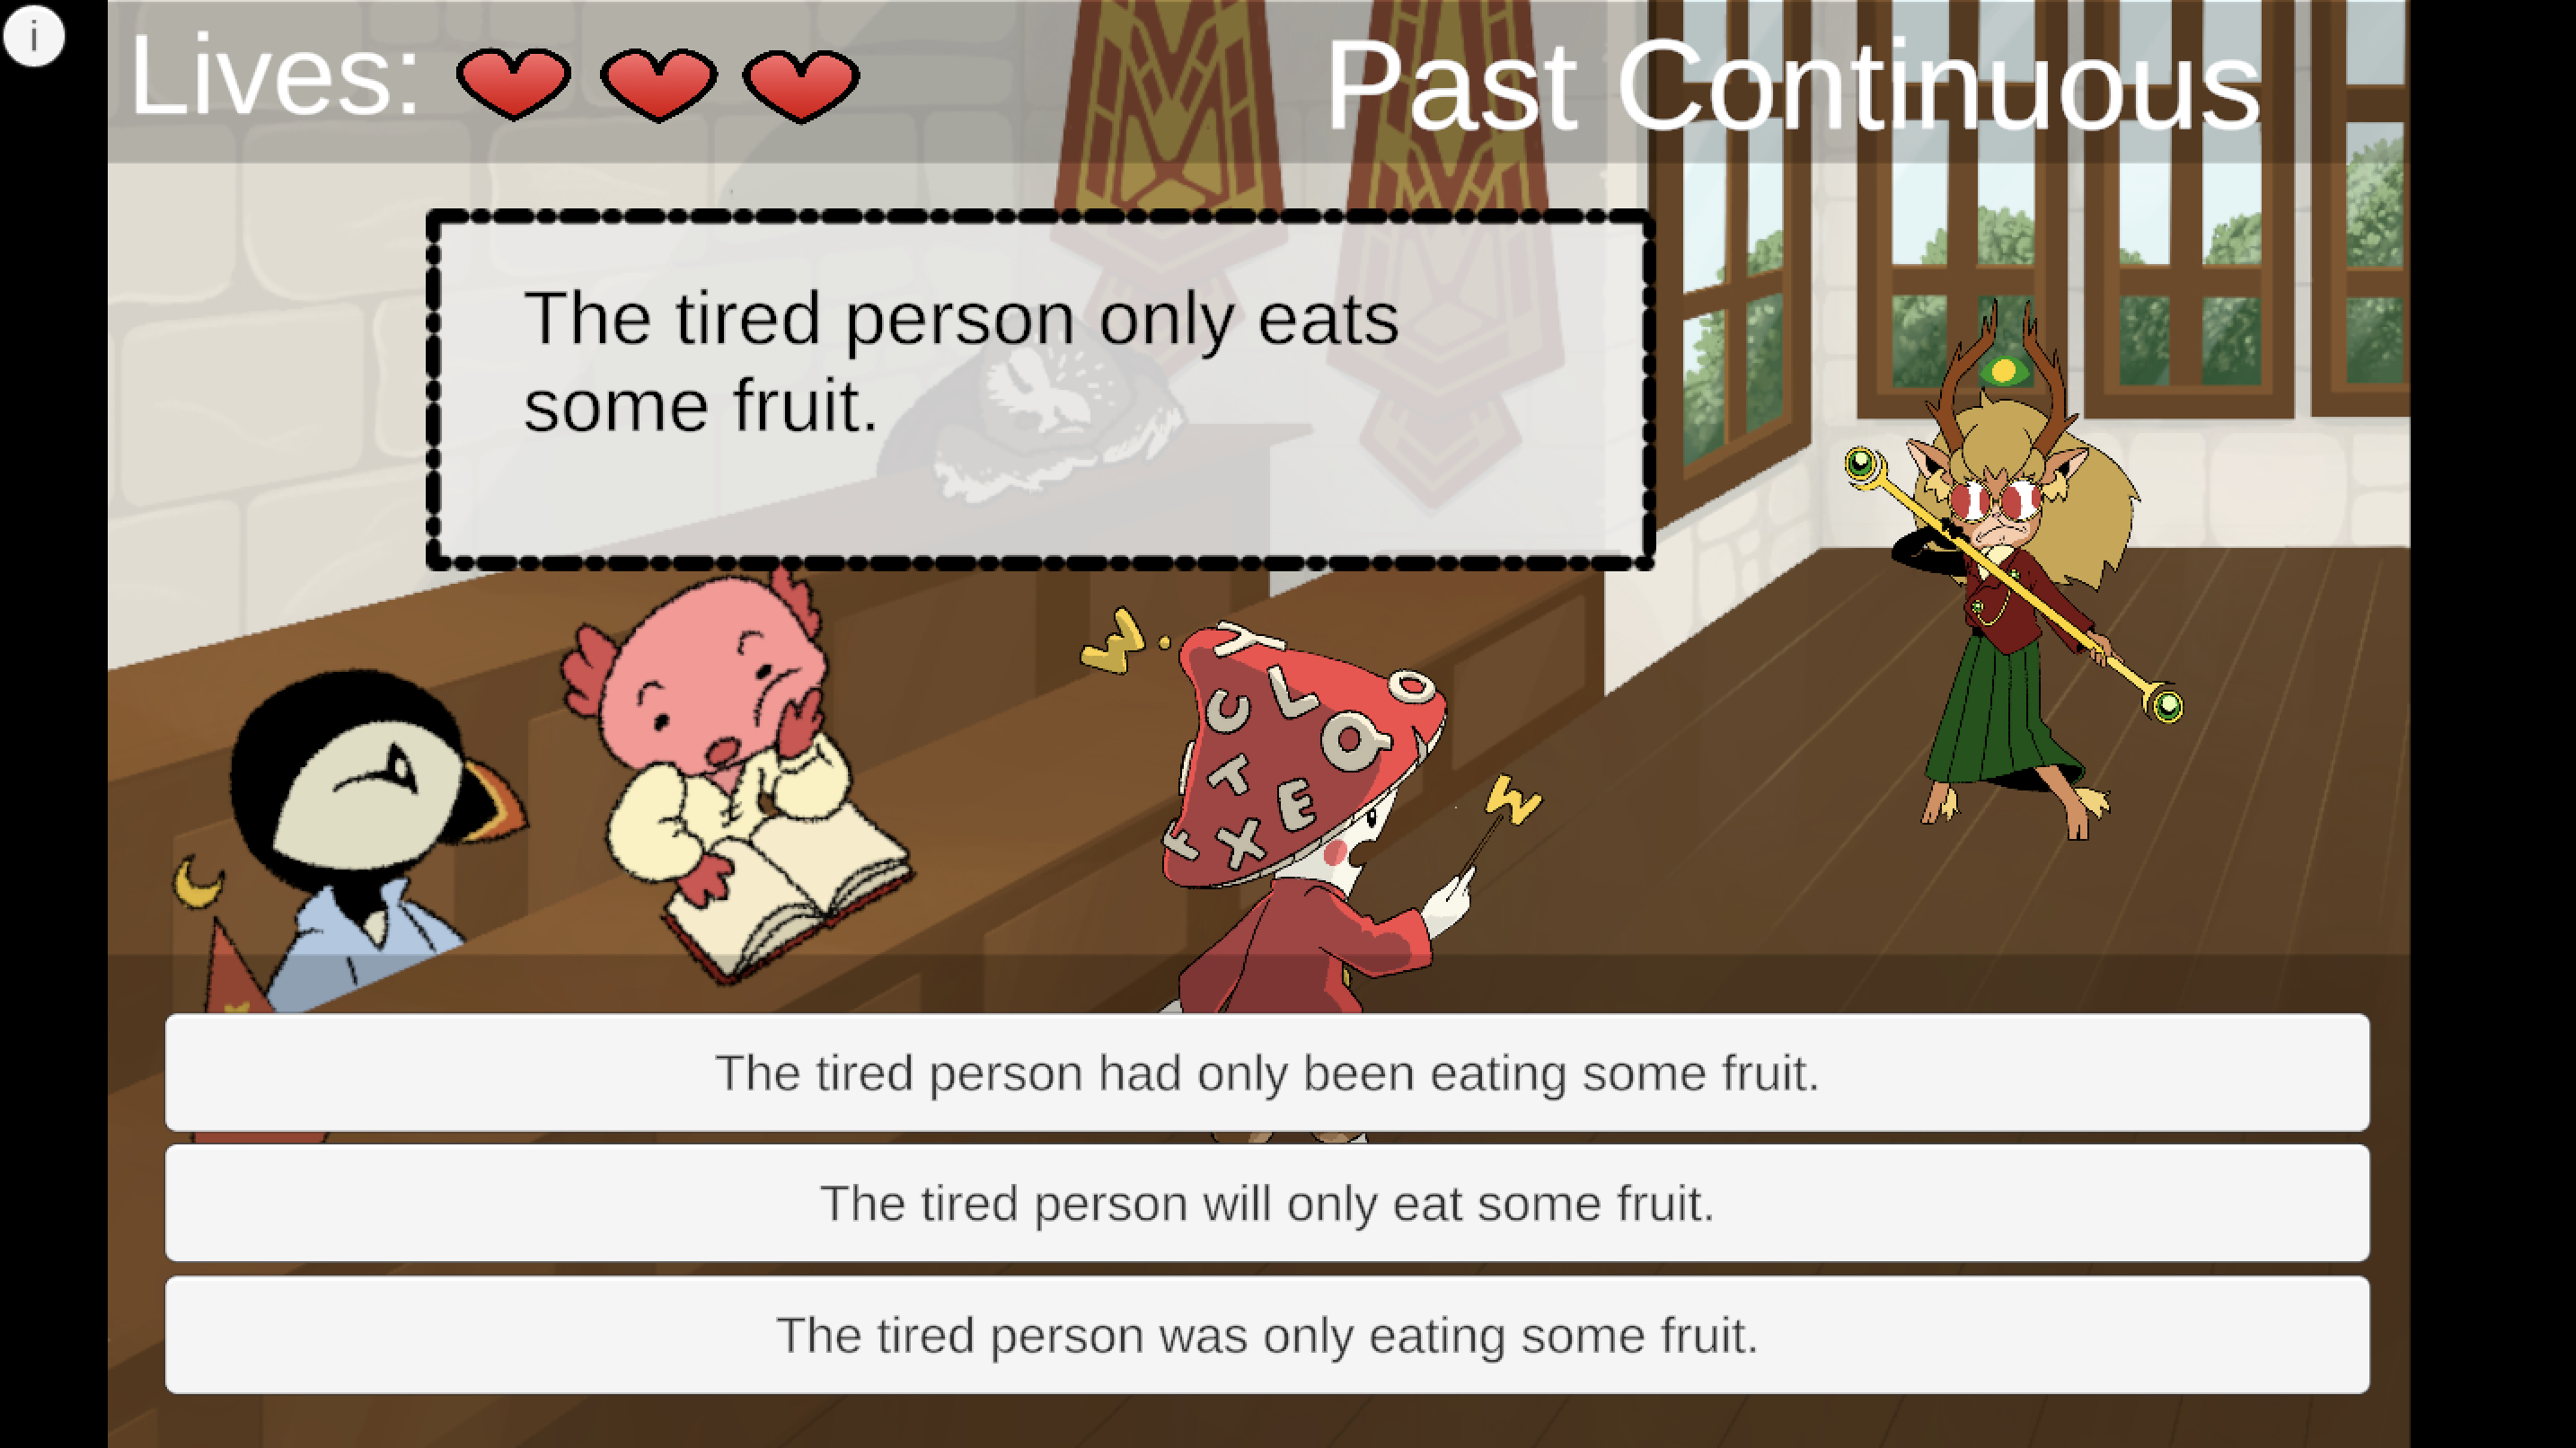 i
Lives:
Past Continuous
The tired person only eats
some fruit.
W
Y
C L O
Q
T E
F X
W
The tired person had only been eating some fruit.
The tired person will only eat some fruit.
The tired person was only eating some fruit.